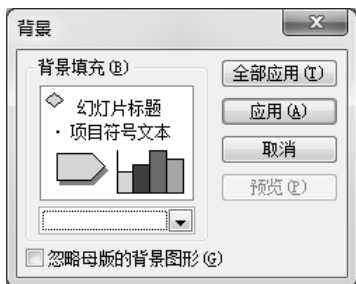 背景
背景填充(B)
幻灯片标题
· 项目符号文本
全部应用(T)
应用(A)
取消
预览(P)
忽略母版的背景图形(G)